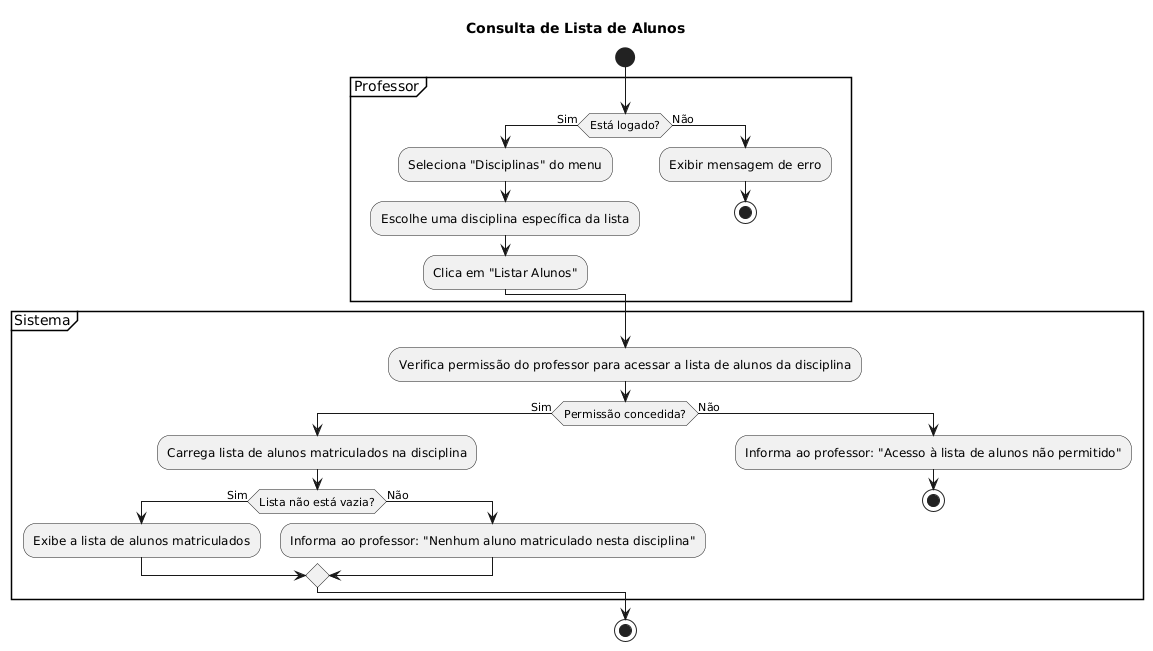 Consulta de Lista de Alunos
Professor
Está logado?
Sim
Não
Seleciona "Disciplinas" do menu
Exibir mensagem de erro
Escolhe uma disciplina específica da lista
Clica em "Listar Alunos"
Sistema
Verifica permissão do professor para acessar a lista de alunos da disciplina
Permissão concedida?
Sim
Não
Carrega lista de alunos matriculados na disciplina
Informa ao professor: "Acesso à lista de alunos não permitido"
Lista não está vazia?
Sim
Não
Exibe a lista de alunos matriculados
Informa ao professor: "Nenhum aluno matriculado nesta disciplina"